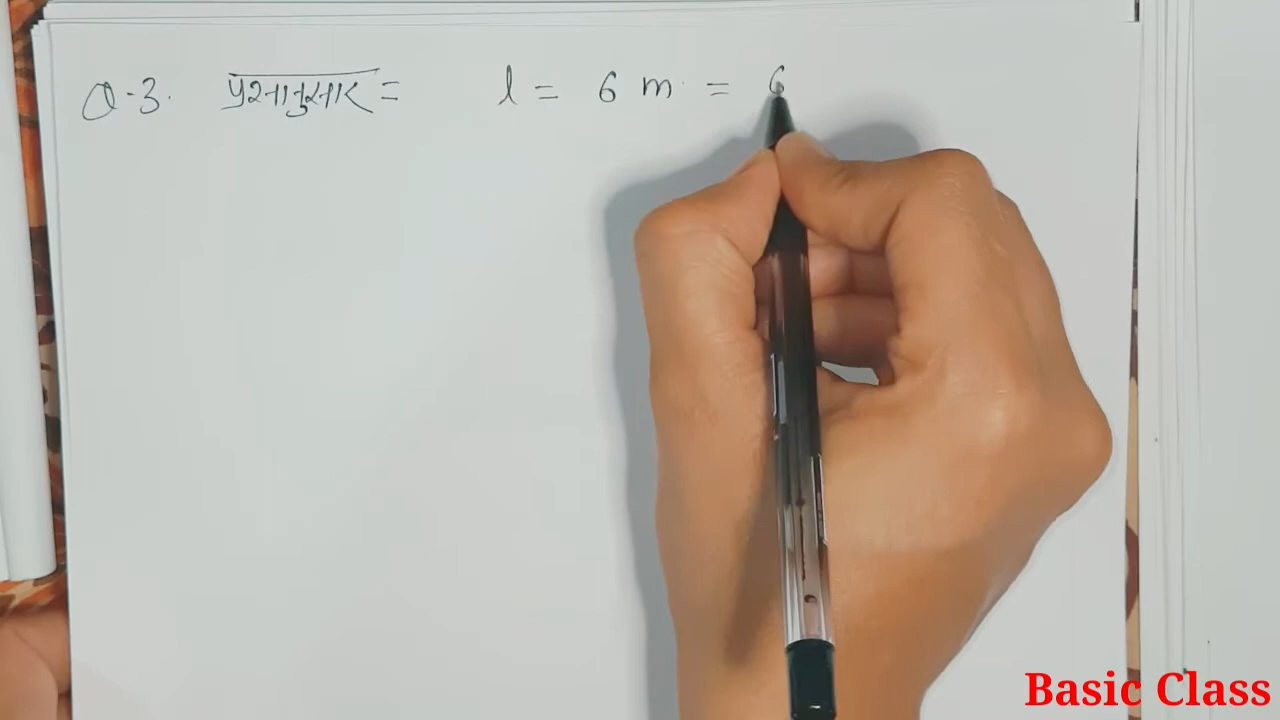 Q.3. प्रश्नानुसार = l = 6 m. = 6
Basic Class